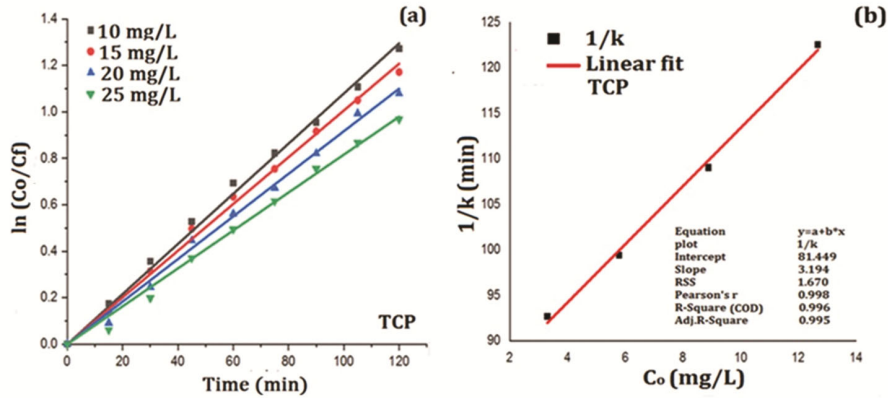 (a)
10 mg/L
15 mg/L
20 mg/L
25 mg/L
TCP
ln (Co/Cf)
1.4
1.2
1.0
0.8
0.6
0.4
0.2
0.0
0 20 40 60 80 100 120
Time (min)
(b)
1/k
Linear fit
TCP
1/k (min)
125
120
115
110
105
100
95
90
Equation y=a+b*x
plot 1/k
Intercept 81.449
Slope 3.194
RSS 1.670
Pearson's r 0.998
R-Square (COD) 0.996
Adj.R-Square 0.995
2 4 6 8 10 12 14
Co (mg/L)